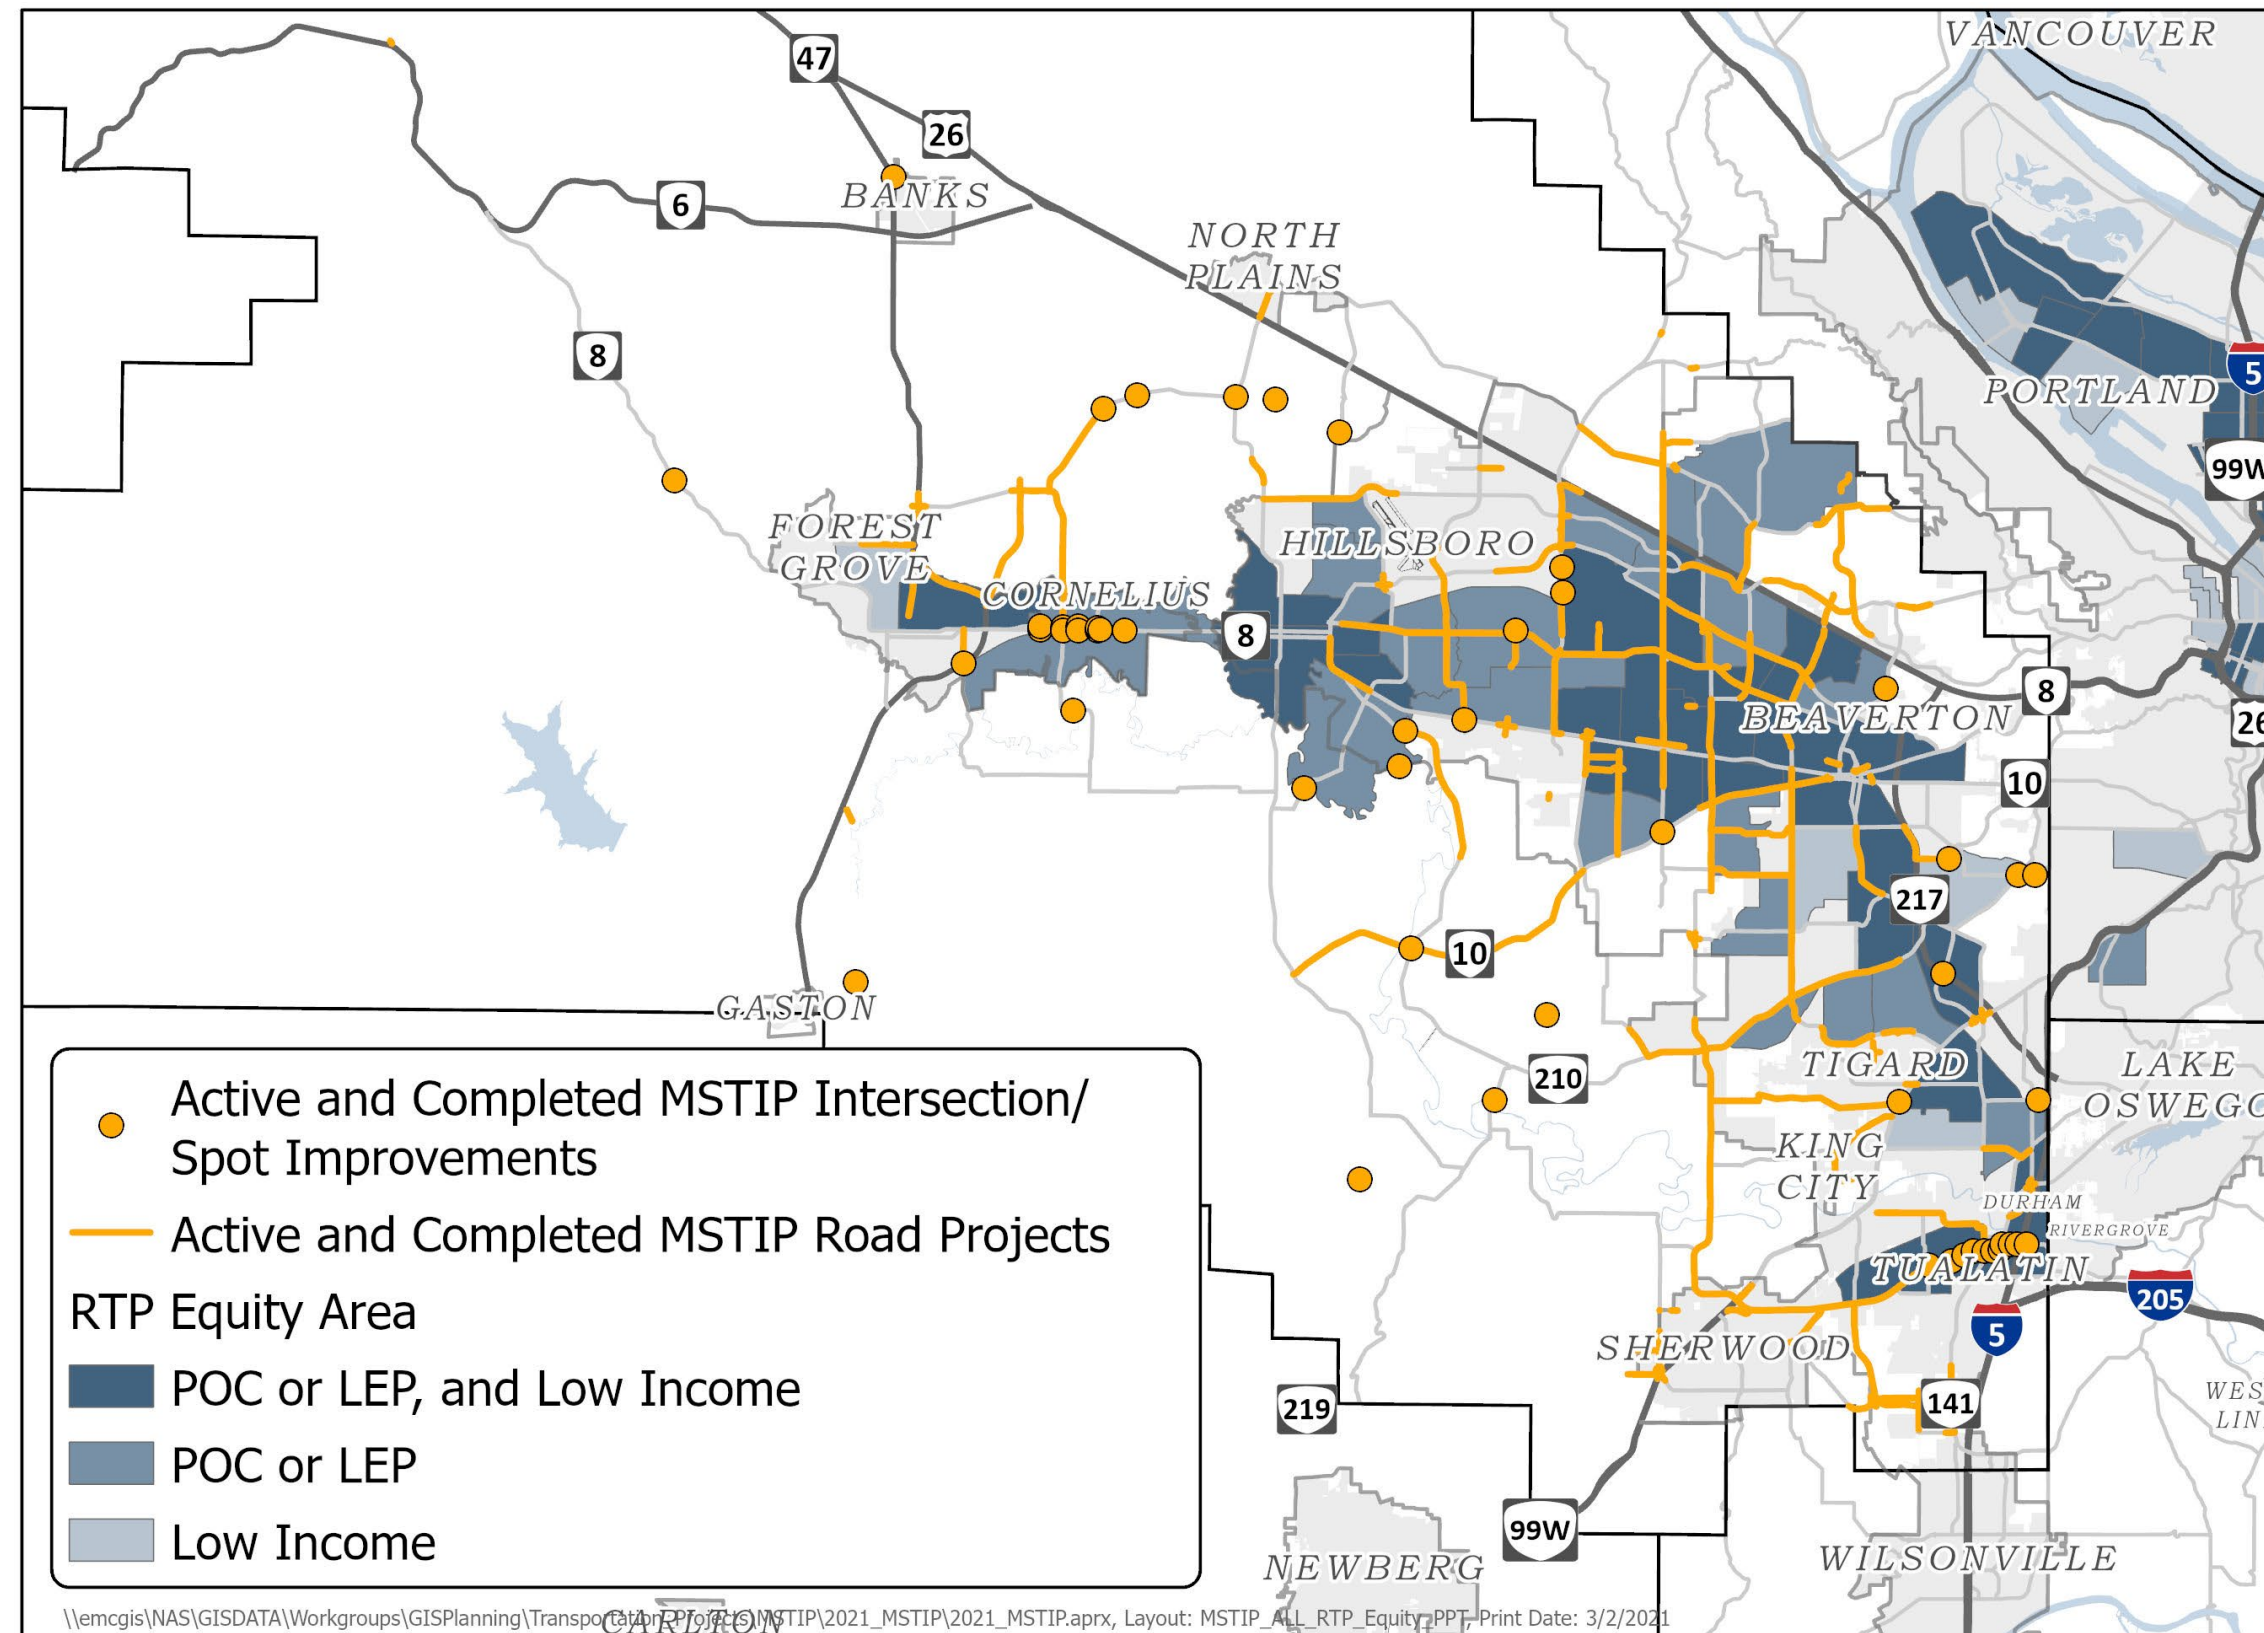 VANCOUVER
47
26
BANKS
6
NORTH
PLAINS
8
5
PORTLAND
99W
FOREST
GROVE
HILLSBORO
CORNELIUS
8
8
BEAVERTON
26
10
217
10
GASTON
210
TIGARD
LAKE
OSWEGO
KING
CITY
DURHAM
RIVERGROVE
TUALATIN
205
5
SHERWOOD
141
WES
LIN
219
99W
NEWBERG
WILSONVILLE
Active and Completed MSTIP Intersection/
Spot Improvements
Active and Completed MSTIP Road Projects
RTP Equity Area
POC or LEP, and Low Income
POC or LEP
Low Income
CARLTON
\\emcgis\NAS\GISDATA\Workgroups\GISPlanning\Transportation_Projects\MSTIP\2021_MSTIP\2021_MSTIP.aprx, Layout: MSTIP_ALL_RTP_Equity_PPT, Print Date: 3/2/2021